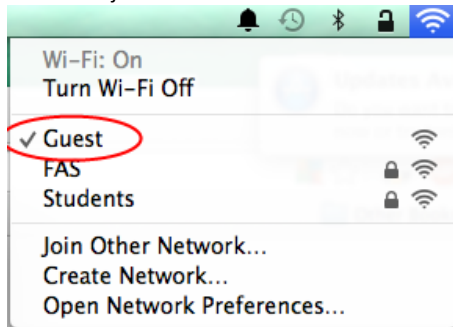 Wi-Fi: On
Turn Wi-Fi Off
Guest
FAS
Students
Join Other Network...
Create Network...
Open Network Preferences...